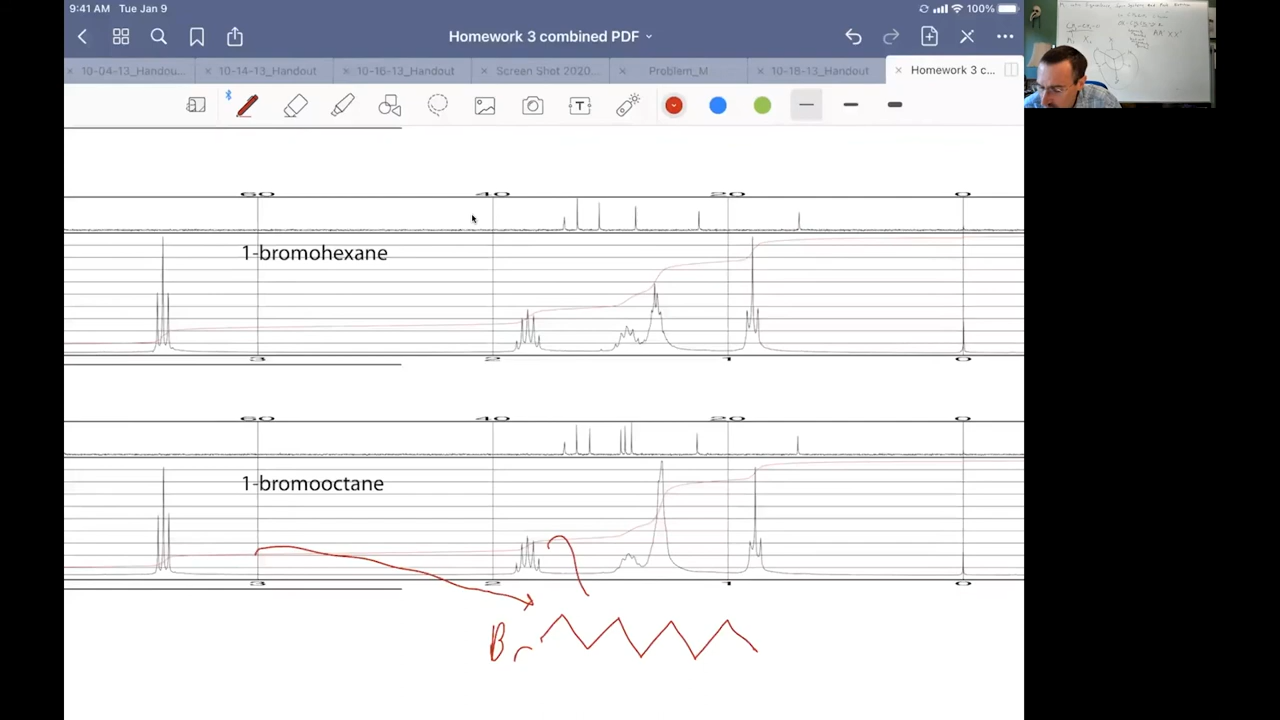 9:41 AM Tue Jan 9
100%
Homework 3 combined PDF
10-04-13_Handou...
10-14-13_Handout
10-16-13_Handout
Screen Shot 2020...
Problem_M
10-18-13_Handout
Homework 3 c...
T
60 40 20 0
1-bromohexane
3 2 1 0
60 40 20 0
1-bromooctane
3 2 1 0
Br